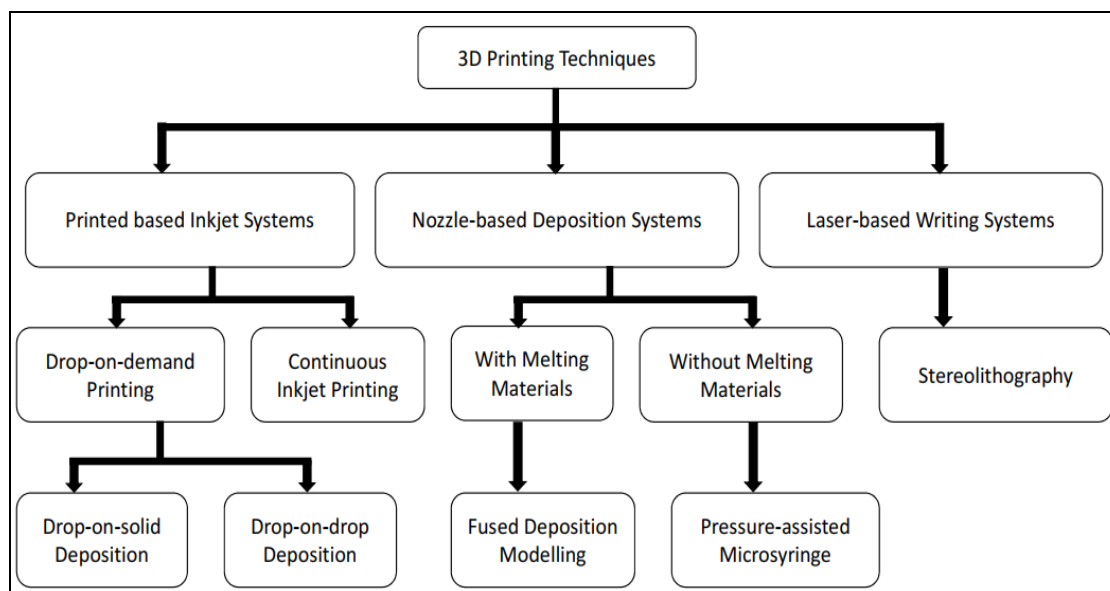 3D Printing Techniques
Printed based Inkjet Systems
Nozzle-based Deposition Systems
Laser-based Writing Systems
Drop-on-demand
Printing
Continuous
Inkjet Printing
With Melting
Materials
Without Melting
Materials
Stereolithography
Drop-on-solid
Deposition
Drop-on-drop
Deposition
Fused Deposition
Modelling
Pressure-assisted
Microsyringe